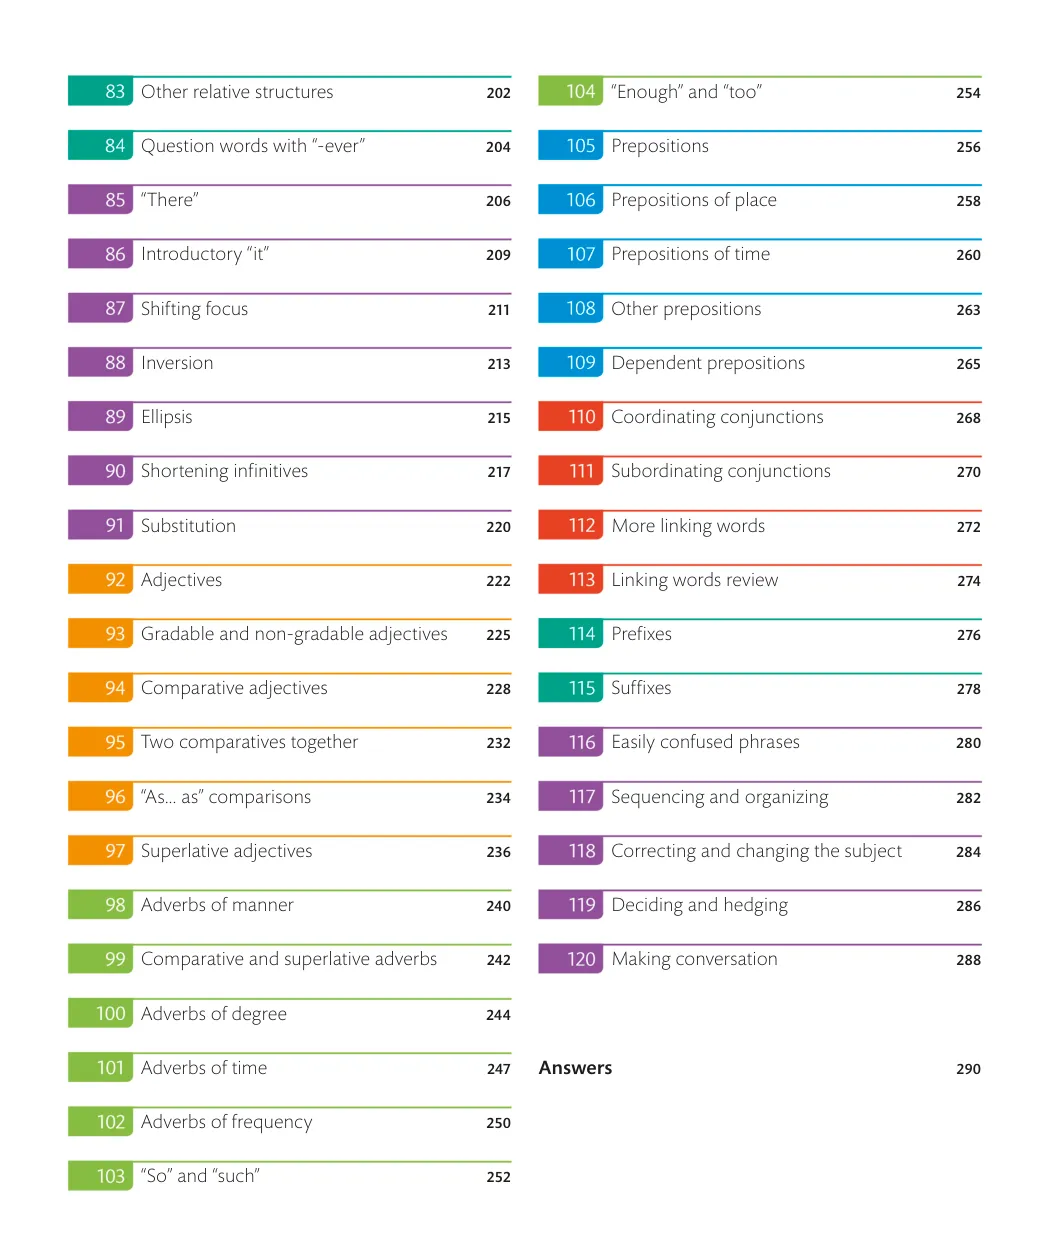 83 Other relative structures 202
84 Question words with “-ever” 204
85 “There” 206
86 Introductory “it” 209
87 Shifting focus 211
88 Inversion 213
89 Ellipsis 215
90 Shortening infinitives 217
91 Substitution 220
92 Adjectives 222
93 Gradable and non-gradable adjectives 225
94 Comparative adjectives 228
95 Two comparatives together 232
96 “As... as” comparisons 234
97 Superlative adjectives 236
98 Adverbs of manner 240
99 Comparative and superlative adverbs 242
100 Adverbs of degree 244
101 Adverbs of time 247
102 Adverbs of frequency 250
103 “So” and “such” 252
104 “Enough” and “too” 254
105 Prepositions 256
106 Prepositions of place 258
107 Prepositions of time 260
108 Other prepositions 263
109 Dependent prepositions 265
110 Coordinating conjunctions 268
111 Subordinating conjunctions 270
112 More linking words 272
113 Linking words review 274
114 Prefixes 276
115 Suffixes 278
116 Easily confused phrases 280
117 Sequencing and organizing 282
118 Correcting and changing the subject 284
119 Deciding and hedging 286
120 Making conversation 288
Answers 290